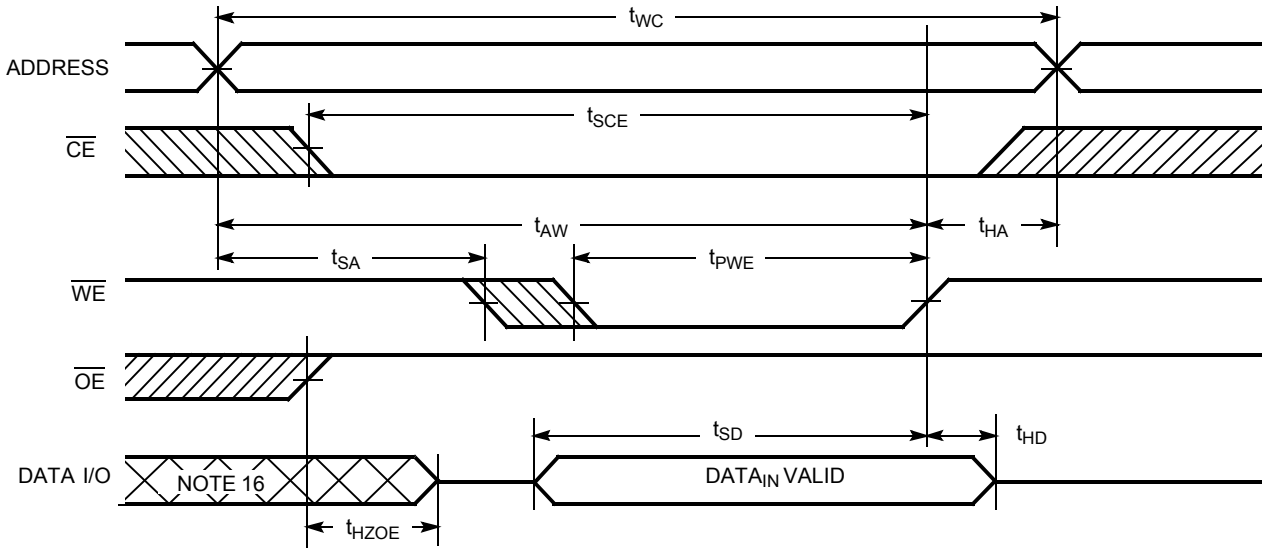 tWC
ADDRESS
tSCE
CE
tAW
tHA
tSA
tPWE
WE
OE
tSD
tHD
DATA I/O
NOTE 16
DATAIN VALID
tHZOE